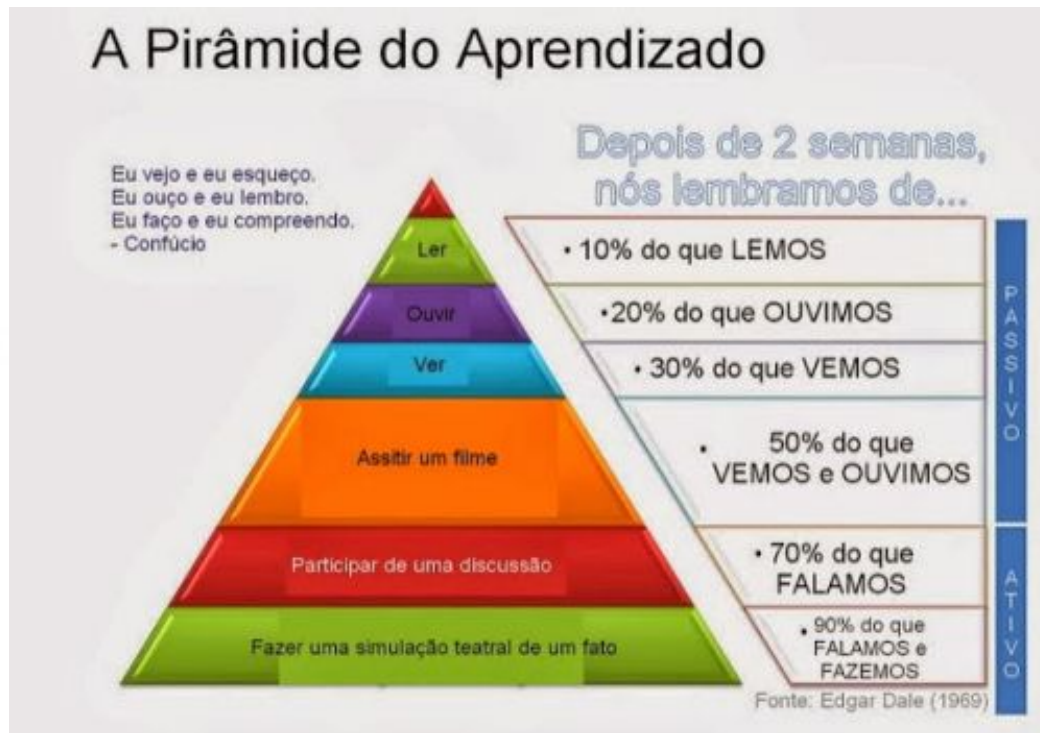 A Pirâmide do Aprendizado
Eu vejo e eu esqueço.
Eu ouço e eu lembro.
Eu faço e eu compreendo.
- Confúcio
Depois de 2 semanas,
nós lembramos de...
Ler
• 10% do que LEMOS
Ouvir
•20% do que OUVIMOS
Ver
• 30% do que VEMOS
Assitir um filme
• 50% do que
VEMOS e OUVIMOS
PASSIVO
Participar de uma discussão
• 70% do que
FALAMOS
Fazer uma simulação teatral de um fato
• 90% do que
FALAMOS e
FAZEMOS
ATIVO
Fonte: Edgar Dale (1969)